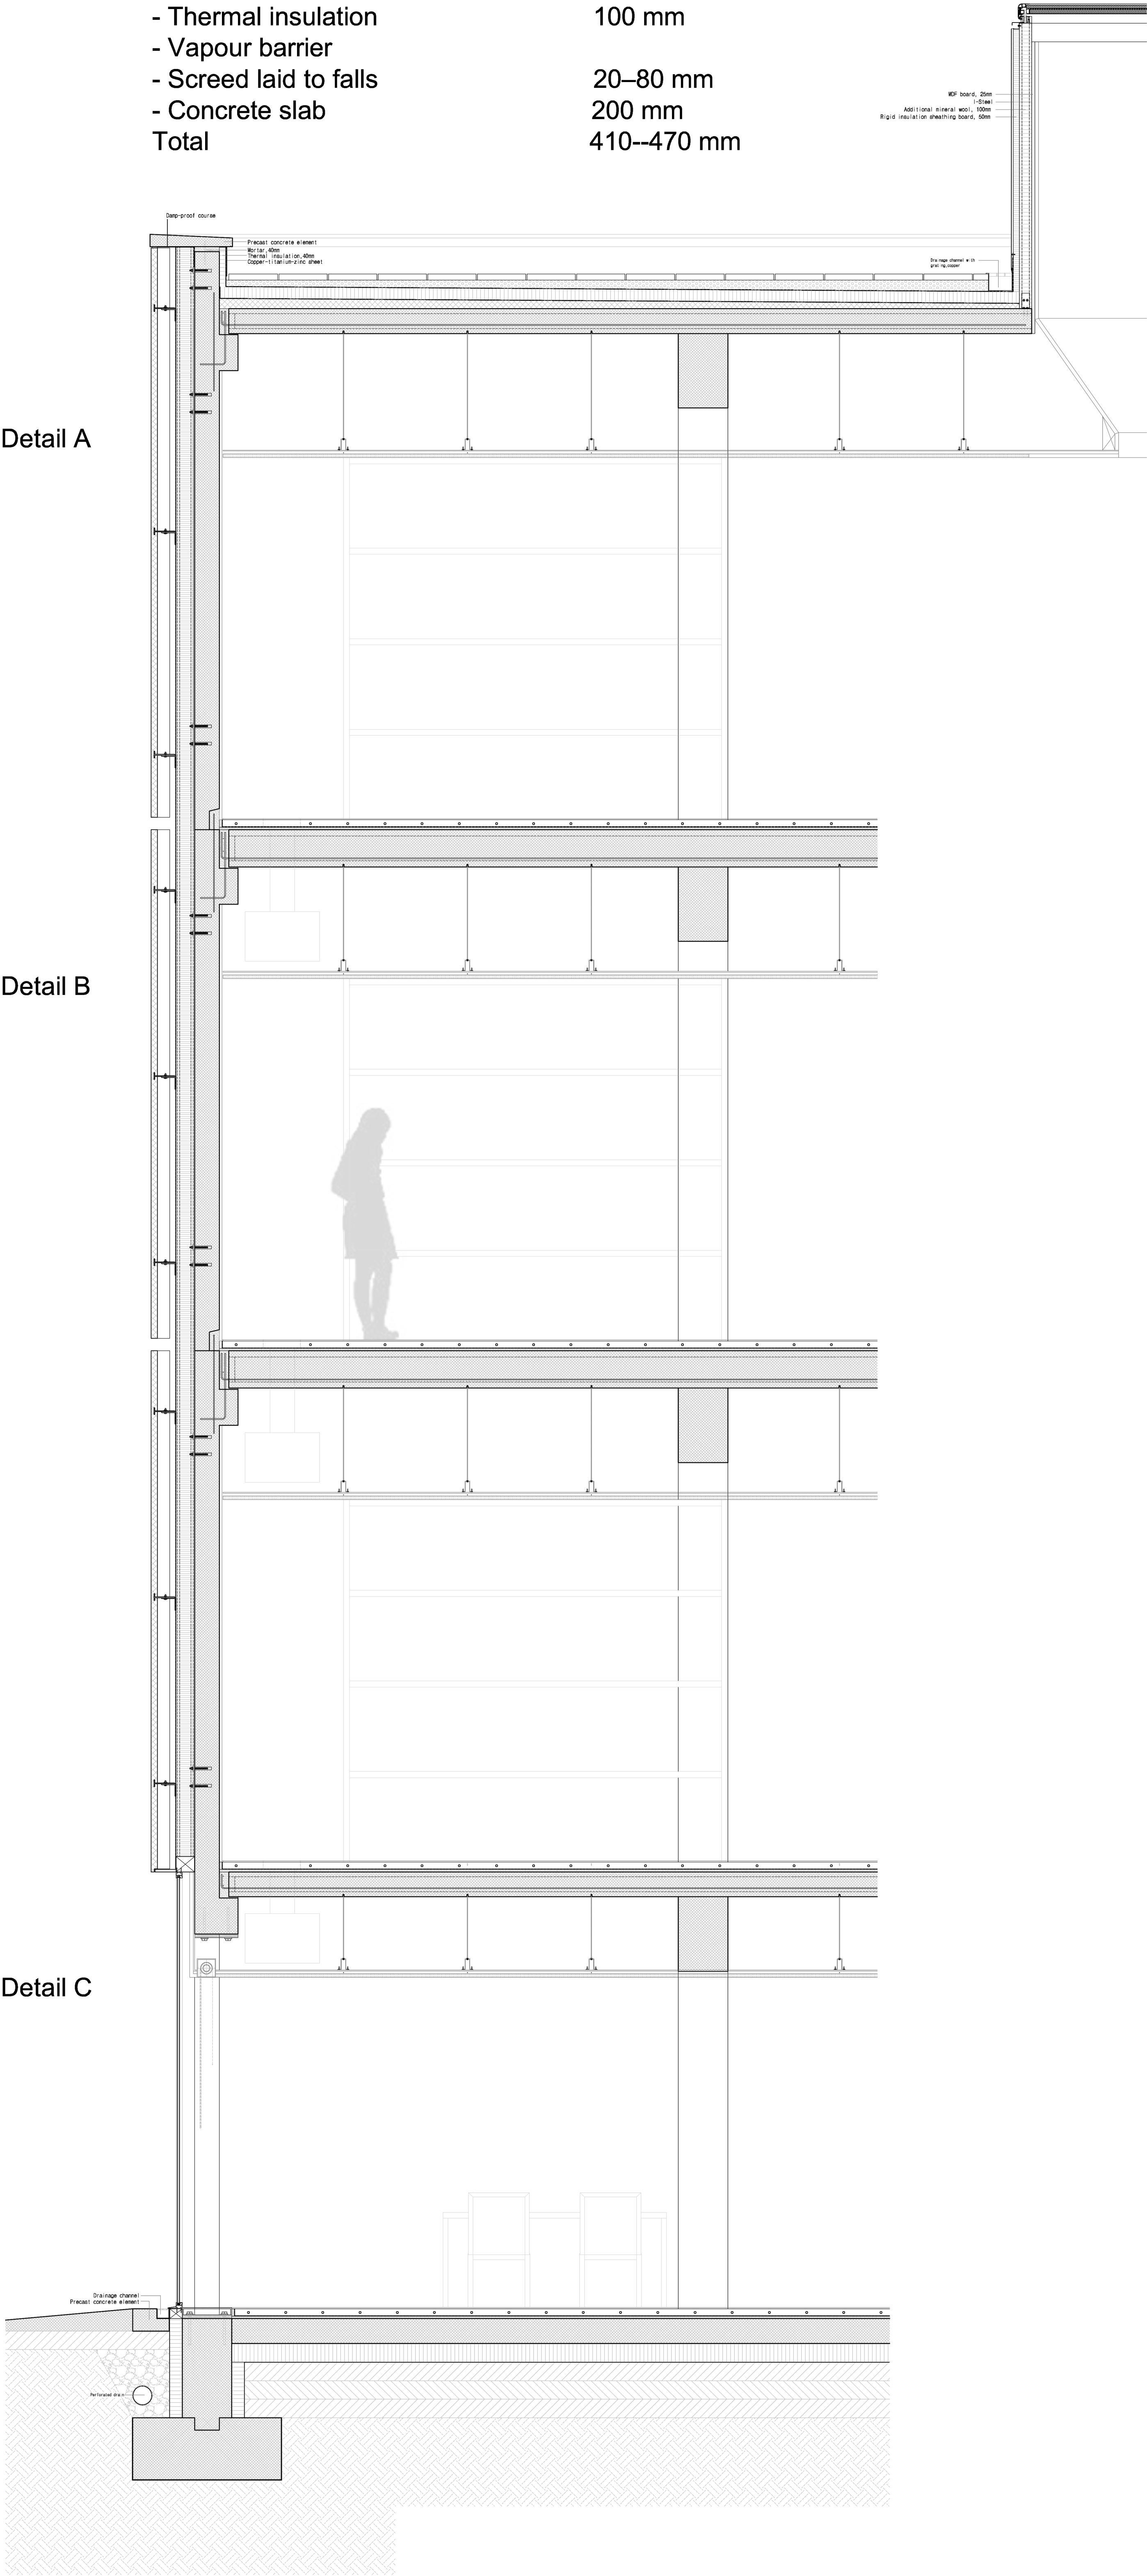 - Thermal insulation 100 mm
- Vapour barrier
- Screed laid to falls 20–80 mm
- Concrete slab 200 mm
Total 410--470 mm
MDF board, 25mm
I-Steel
Additional mineral wool, 100mm
Rigid insulation sheathing board, 60mm
Damp-proof course
Precast concrete element
Mortar,40mm
Thermal insulation,40mm
Copper-titanium-zinc sheet
Drainage channel with
grating,copper
Detail A
Detail B
Detail C
Drainage channel
Precast concrete element
Perforated drain